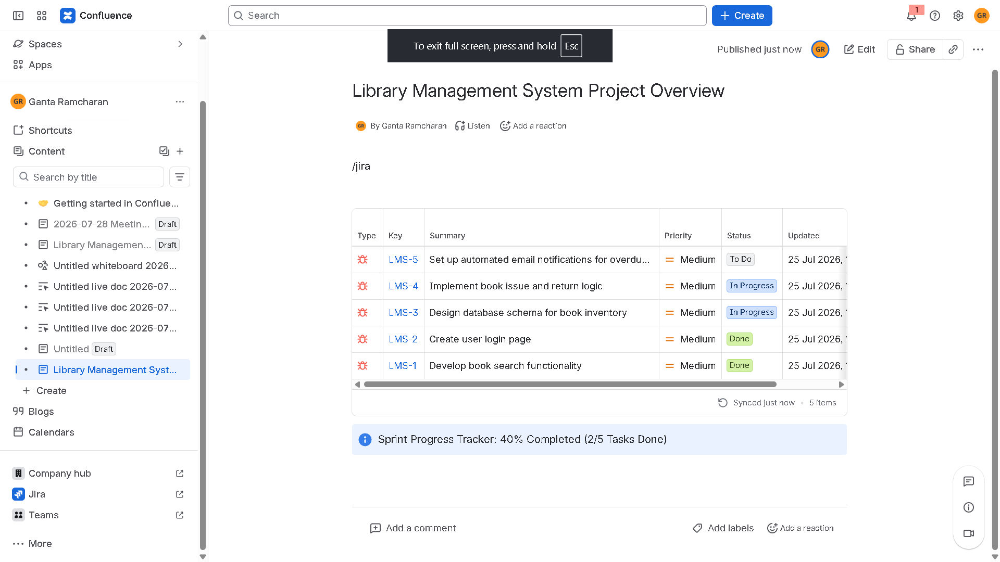 Confluence
Search
Create
1
GR
To exit full screen, press and hold Esc
Spaces
Apps
GR Ganta Ramcharan
Shortcuts
Content
Search by title
Getting started in Conflue...
2026-07-28 Meetin... Draft
Library Managemen... Draft
Untitled whiteboard 2026...
Untitled live doc 2026-07...
Untitled live doc 2026-07...
Untitled live doc 2026-07...
Untitled Draft
Library Management Syst...
Create
Blogs
Calendars
Company hub
Jira
Teams
More
Published just now
GR
Edit
Share
Library Management System Project Overview
GR By Ganta Ramcharan Listen Add a reaction
/jira
Type Key Summary Priority Status Updated
LMS-5 Set up automated email notifications for overdu... Medium To Do 25 Jul 2026,
LMS-4 Implement book issue and return logic Medium In Progress 25 Jul 2026,
LMS-3 Design database schema for book inventory Medium In Progress 25 Jul 2026,
LMS-2 Create user login page Medium Done 25 Jul 2026,
LMS-1 Develop book search functionality Medium Done 25 Jul 2026,
Synced just now • 5 items
Sprint Progress Tracker: 40% Completed (2/5 Tasks Done)
Add a comment
Add labels
Add a reaction